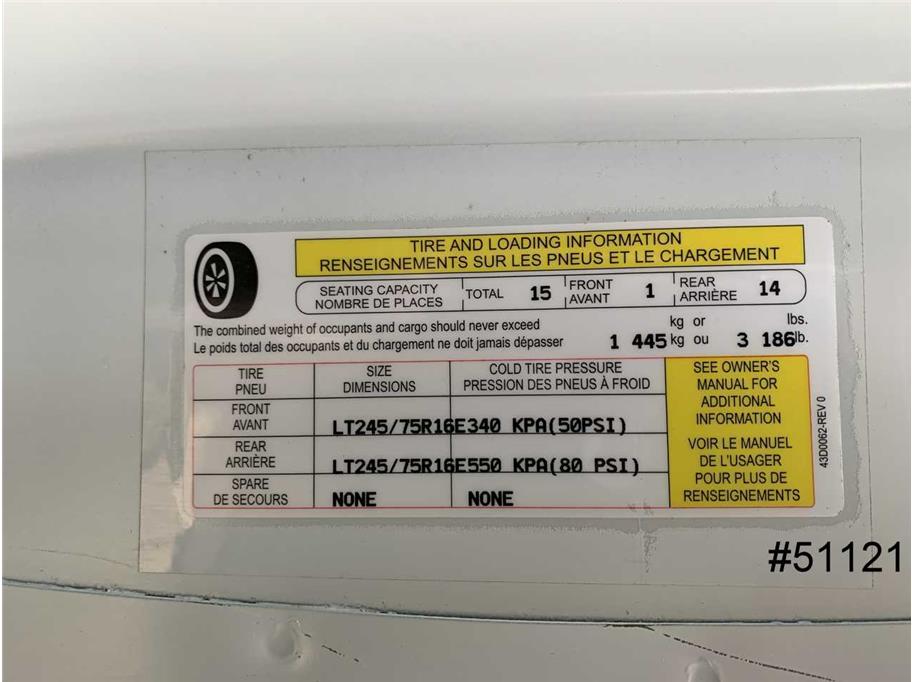 TIRE AND LOADING INFORMATION
RENSEIGNEMENTS SUR LES PNEUS ET LE CHARGEMENT
SEATING CAPACITY
NOMBRE DE PLACES
TOTAL 15
FRONT
AVANT
1
REAR
ARRIÈRE
14
The combined weight of occupants and cargo should never exceed
Le poids total des occupants et du chargement ne doit jamais dépasser
1 445
kg or
kg ou
3 186
lbs.
lb.
TIRE
PNEU
SIZE
DIMENSIONS
COLD TIRE PRESSURE
PRESSION DES PNEUS À FROID
FRONT
AVANT
LT245/75R16E340 KPA(50PSI)
REAR
ARRIÈRE
LT245/75R16E550 KPA(80 PSI)
SPARE
DE SECOURS
NONE
NONE
SEE OWNER'S
MANUAL FOR
ADDITIONAL
INFORMATION
VOIR LE MANUEL
DE L'USAGER
POUR PLUS DE
RENSEIGNEMENTS
43D0062-REV 0
#51121